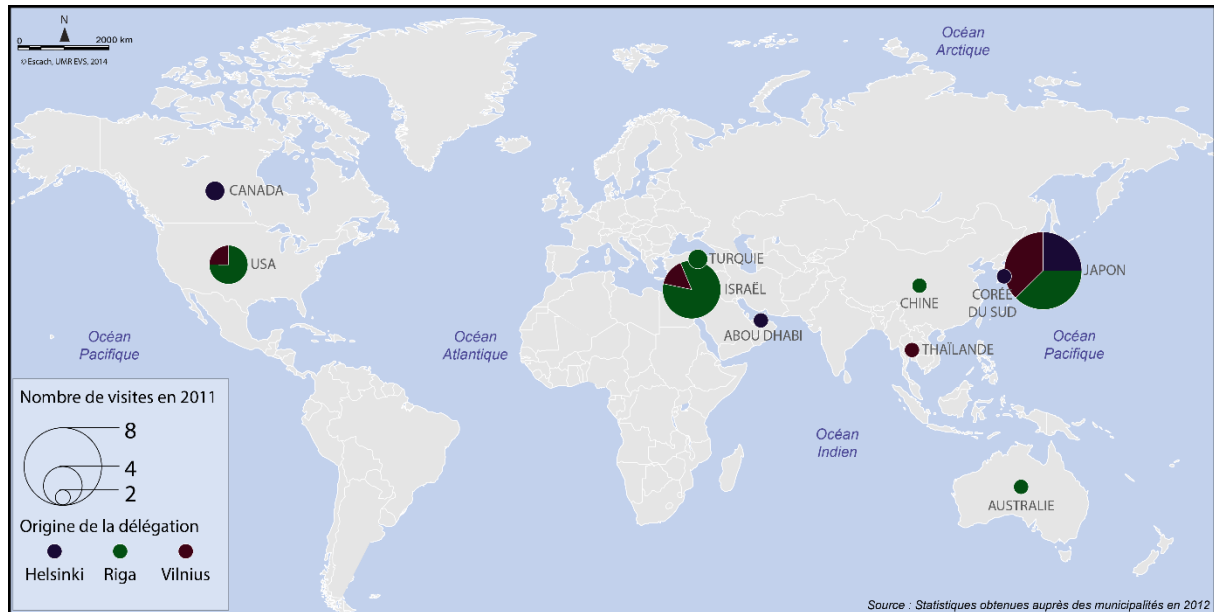 N
0 2000 km
© Escach, UMR EVS, 2014
Océan
Arctique
CANADA
USA
TURQUIE
ISRAËL
ABOU DHABI
CHINE
THAÏLANDE
CORÉE
DU SUD
JAPON
Océan
Pacifique
Océan
Atlantique
Océan
Pacifique
Océan
Indien
AUSTRALIE
Nombre de visites en 2011
8
4
2
Origine de la délégation
Helsinki Riga Vilnius
Source : Statistiques obtenues auprès des municipalités en 2012